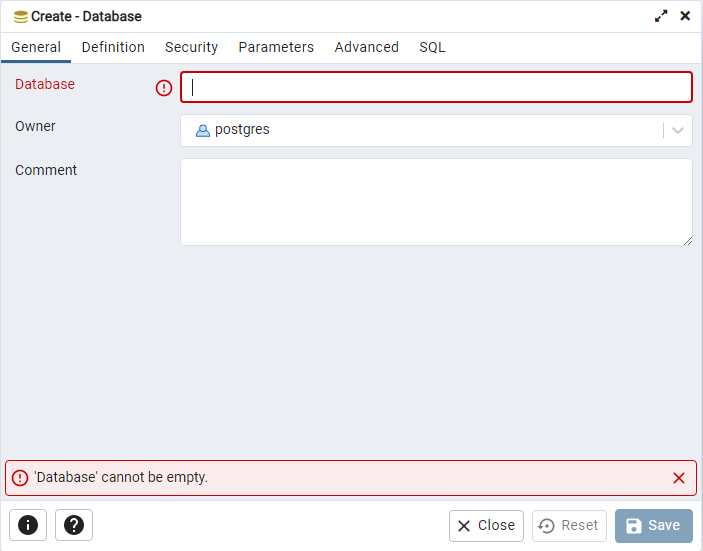 Create - Database
General Definition Security Parameters Advanced SQL
Database
Owner postgres
Comment
'Database' cannot be empty.
Close Reset Save